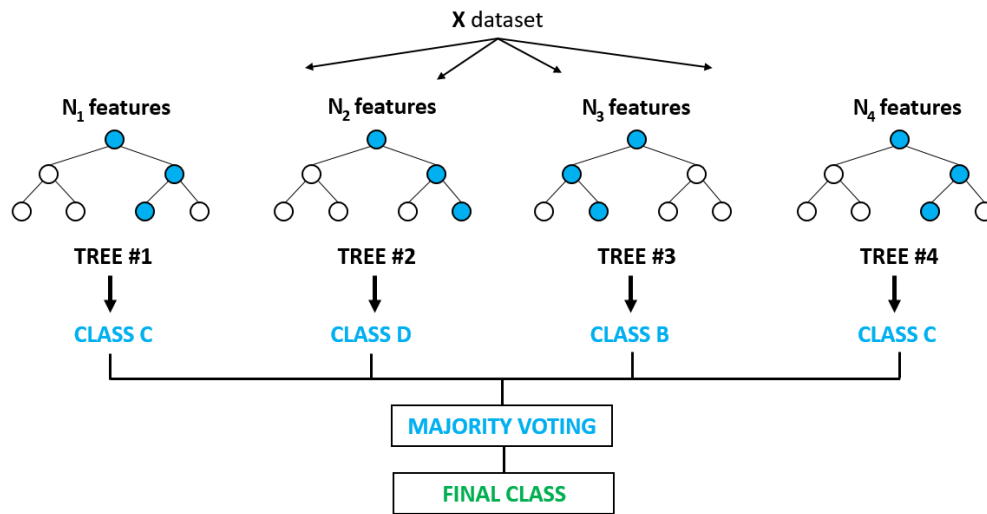 X dataset
N₁ features
N₂ features
N₃ features
N₄ features
TREE #1
TREE #2
TREE #3
TREE #4
CLASS C
CLASS D
CLASS B
CLASS C
MAJORITY VOTING
FINAL CLASS